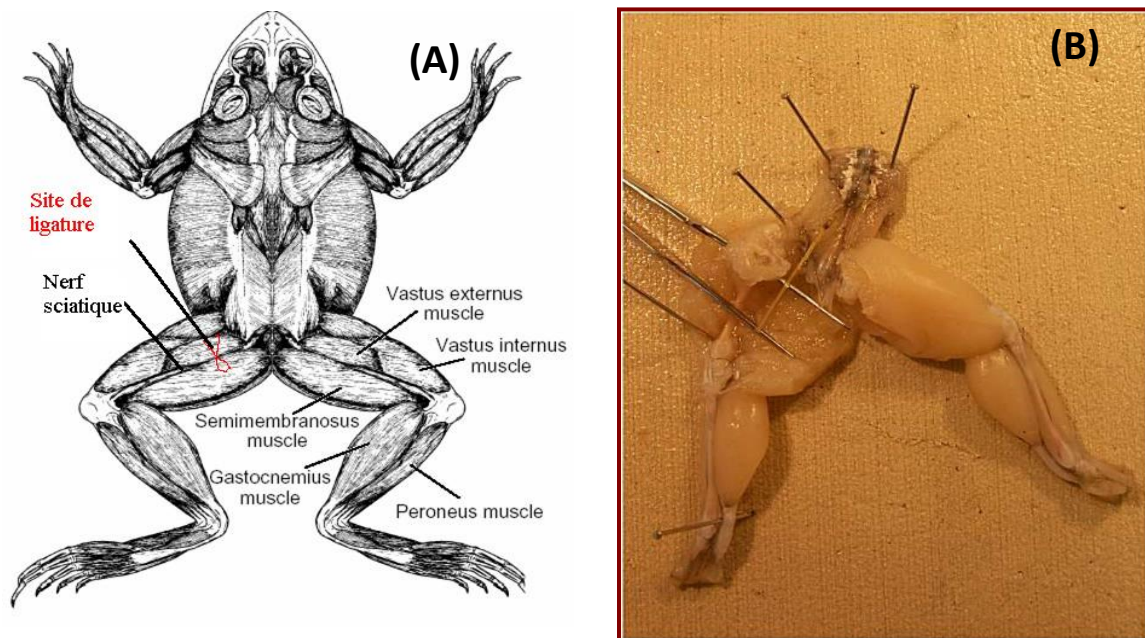 (A)
Site de
ligature
Nerf
sciatique
Vastus externus
muscle
Vastus internus
muscle
Semimembranosus
muscle
Gastocnemius
muscle
Peroneus muscle
(B)